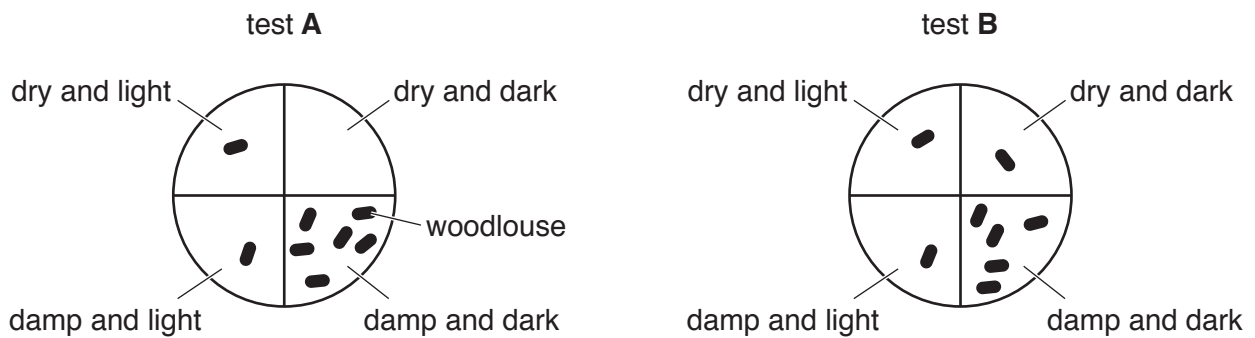 test A
dry and light
dry and dark
woodlouse
damp and light
damp and dark
test B
dry and light
dry and dark
damp and light
damp and dark